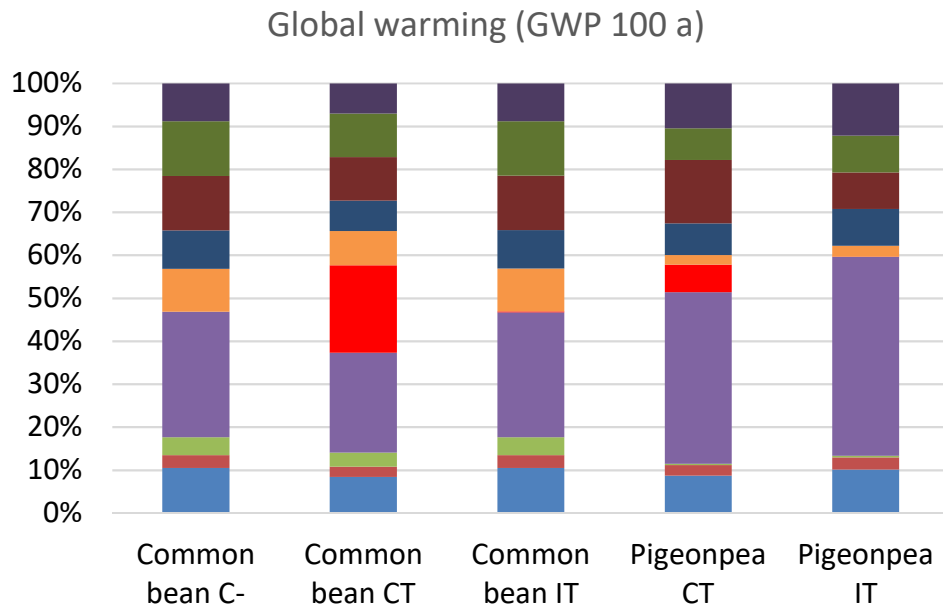 Global warming (GWP 100 a)
100%
90%
80%
70%
60%
50%
40%
30%
20%
10%
0%
Common bean C-
Common bean CT
Common bean IT
Pigeonpea CT
Pigeonpea IT